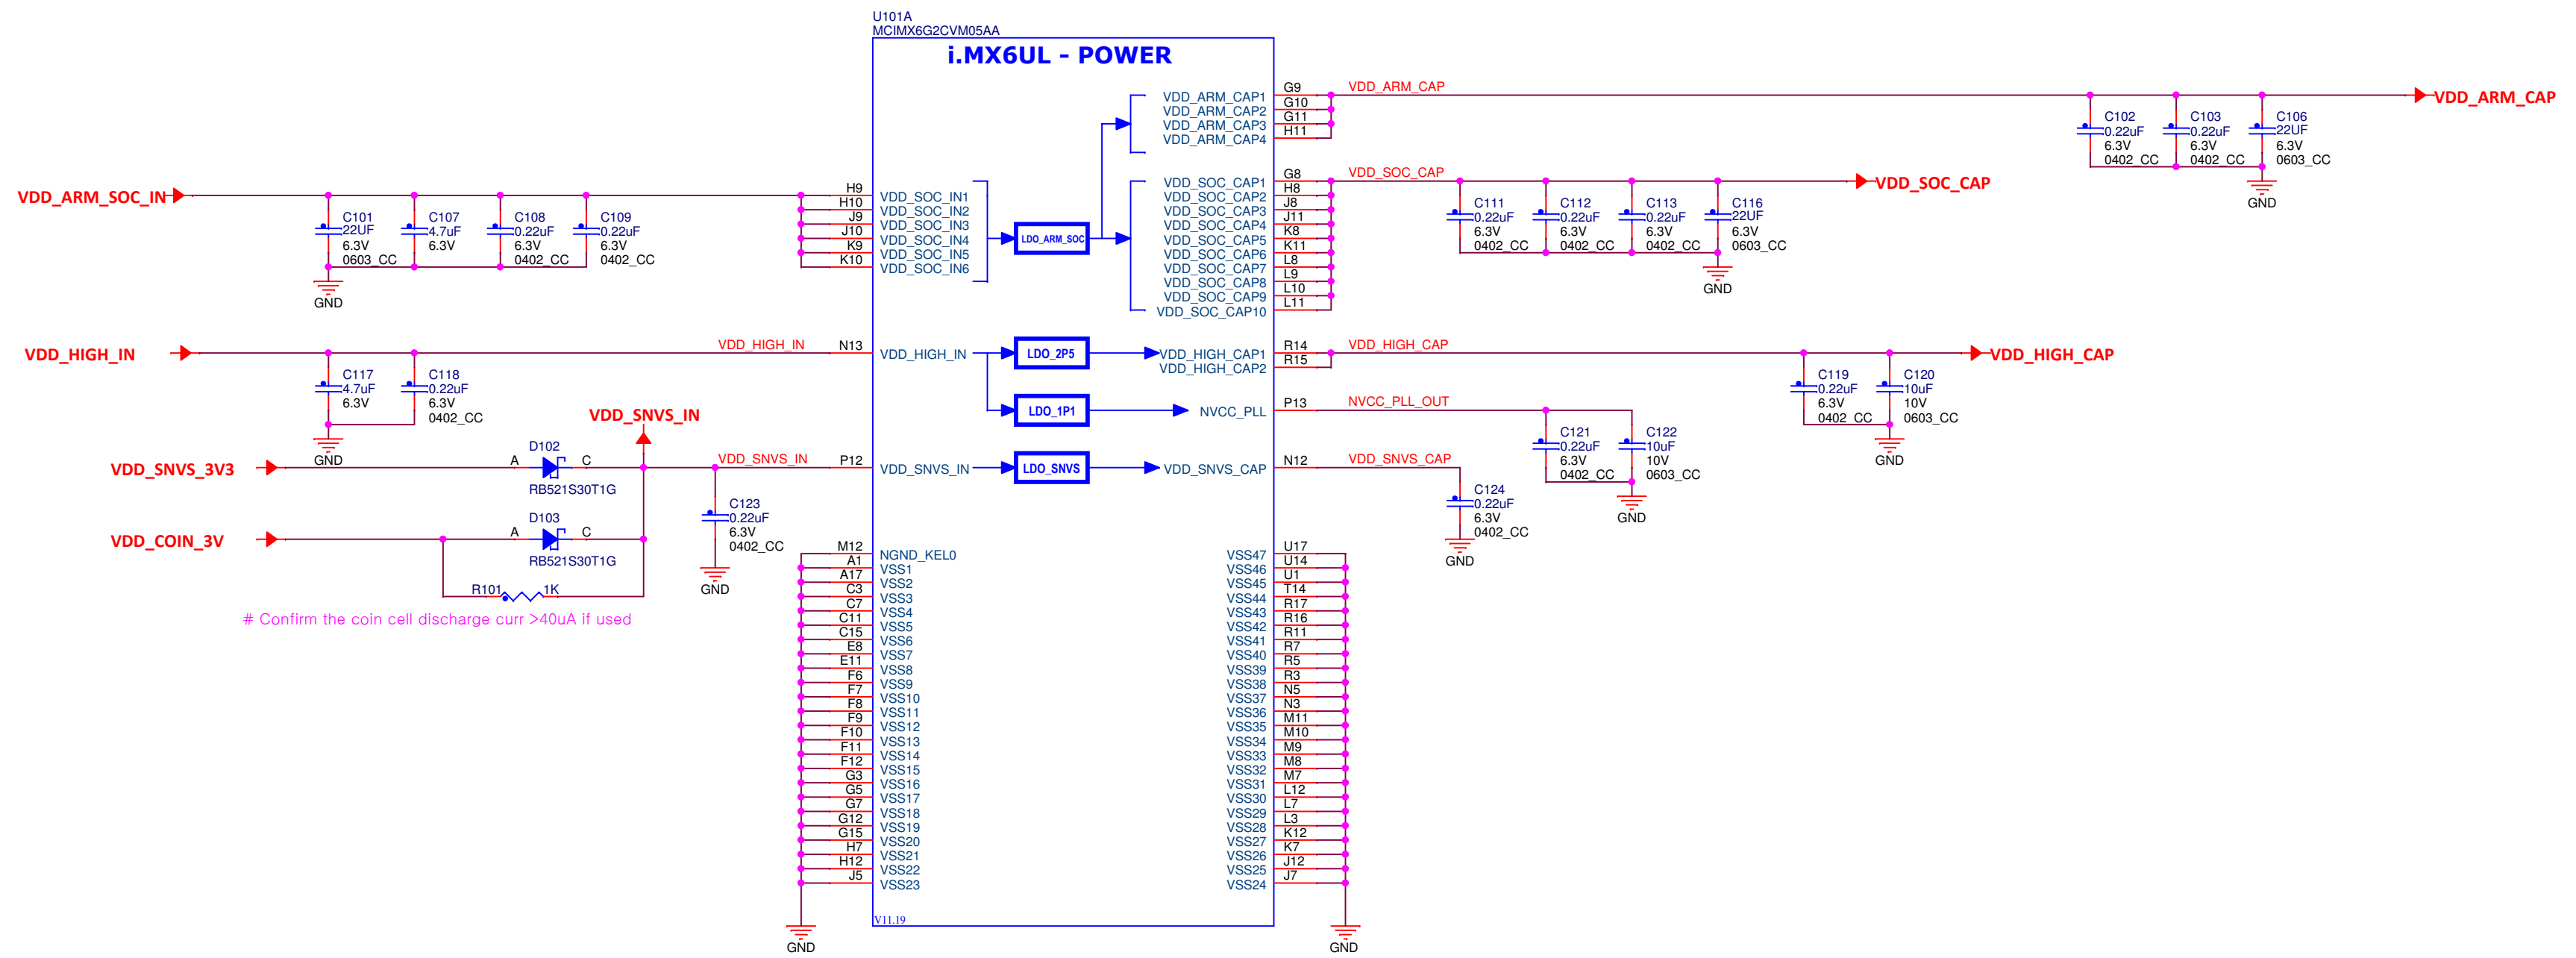 U101A
MCIMX6G2CVM05AA
i.MX6UL - POWER
VDD_ARM_SOC_IN
C101
22UF
6.3V
0603_CC
C107
4.7uF
6.3V
C108
0.22uF
6.3V
0402_CC
C109
0.22uF
6.3V
0402_CC
GND
H9 VDD_SOC_IN1
H10 VDD_SOC_IN2
J9 VDD_SOC_IN3
J10 VDD_SOC_IN4
K9 VDD_SOC_IN5
K10 VDD_SOC_IN6
LDO_ARM_SOC
VDD_ARM_CAP1 G9 VDD_ARM_CAP
VDD_ARM_CAP2 G10
VDD_ARM_CAP3 G11
VDD_ARM_CAP4 H11
C102
0.22uF
6.3V
0402_CC
C103
0.22uF
6.3V
0402_CC
C106
22UF
6.3V
0603_CC
GND
VDD_ARM_CAP
VDD_SOC_CAP1 G8 VDD_SOC_CAP
VDD_SOC_CAP2 H8
VDD_SOC_CAP3 J8
VDD_SOC_CAP4 J11
VDD_SOC_CAP5 K8
VDD_SOC_CAP6 K11
VDD_SOC_CAP7 L8
VDD_SOC_CAP8 L9
VDD_SOC_CAP9 L10
VDD_SOC_CAP10 L11
C111
0.22uF
6.3V
0402_CC
C112
0.22uF
6.3V
0402_CC
C113
0.22uF
6.3V
0402_CC
C116
22UF
6.3V
0603_CC
GND
VDD_SOC_CAP
VDD_HIGH_IN
C117
4.7uF
6.3V
C118
0.22uF
6.3V
0402_CC
GND
VDD_HIGH_IN N13 VDD_HIGH_IN
LDO_2P5
VDD_HIGH_CAP1 R14 VDD_HIGH_CAP
VDD_HIGH_CAP2 R15
C119
0.22uF
6.3V
0402_CC
C120
10uF
10V
0603_CC
GND
VDD_HIGH_CAP
LDO_1P1
NVCC_PLL P13 NVCC_PLL_OUT
C121
0.22uF
6.3V
0402_CC
C122
10uF
10V
0603_CC
GND
VDD_SNVS_IN
VDD_SNVS_3V3
D102
A C
RB521S30T1G
VDD_COIN_3V
D103
A C
RB521S30T1G
R101 1K
# Confirm the coin cell discharge curr >40uA if used
C123
0.22uF
6.3V
0402_CC
GND
VDD_SNVS_IN P12 VDD_SNVS_IN
LDO_SNVS
VDD_SNVS_CAP N12 VDD_SNVS_CAP
C124
0.22uF
6.3V
0402_CC
GND
M12 NGND_KEL0
A1 VSS1
A17 VSS2
C3 VSS3
C7 VSS4
C11 VSS5
C15 VSS6
E8 VSS7
E11 VSS8
F6 VSS9
F7 VSS10
F8 VSS11
F9 VSS12
F10 VSS13
F11 VSS14
F12 VSS15
G3 VSS16
G5 VSS17
G7 VSS18
G12 VSS19
G15 VSS20
H7 VSS21
H12 VSS22
J5 VSS23
GND
VSS47 U17
VSS46 U14
VSS45 U1
VSS44 T14
VSS43 R17
VSS42 R16
VSS41 R11
VSS40 R7
VSS39 R5
VSS38 R3
VSS37 N5
VSS36 N3
VSS35 M11
VSS34 M10
VSS33 M9
VSS32 M8
VSS31 M7
VSS30 L12
VSS29 L7
VSS28 L3
VSS27 K12
VSS26 K7
VSS25 J12
VSS24 J7
GND
V11.19